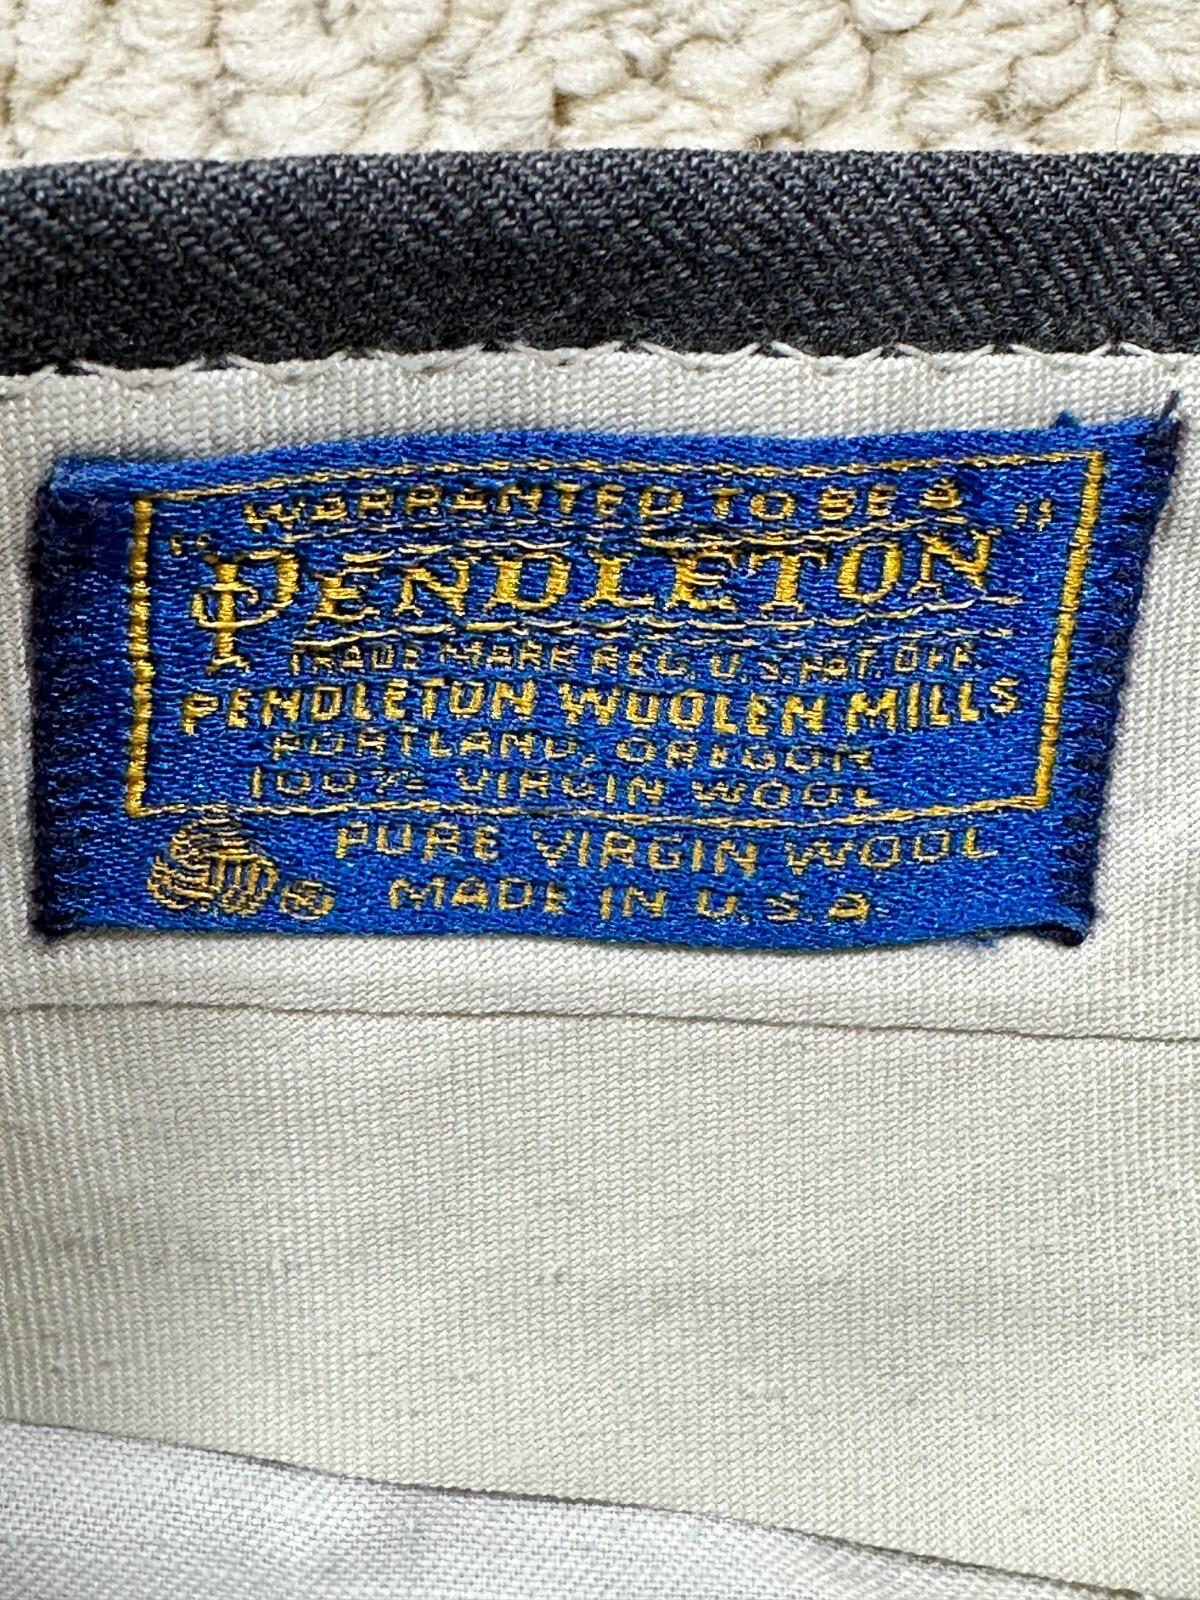 WARRANTED TO BE A
"PENDLETON"
TRADE MARK REG. U.S. PAT. OFF.
PENDLETON WOOLEN MILLS
PORTLAND, OREGON
100% VIRGIN WOOL
PURE VIRGIN WOOL
® MADE IN U.S.A